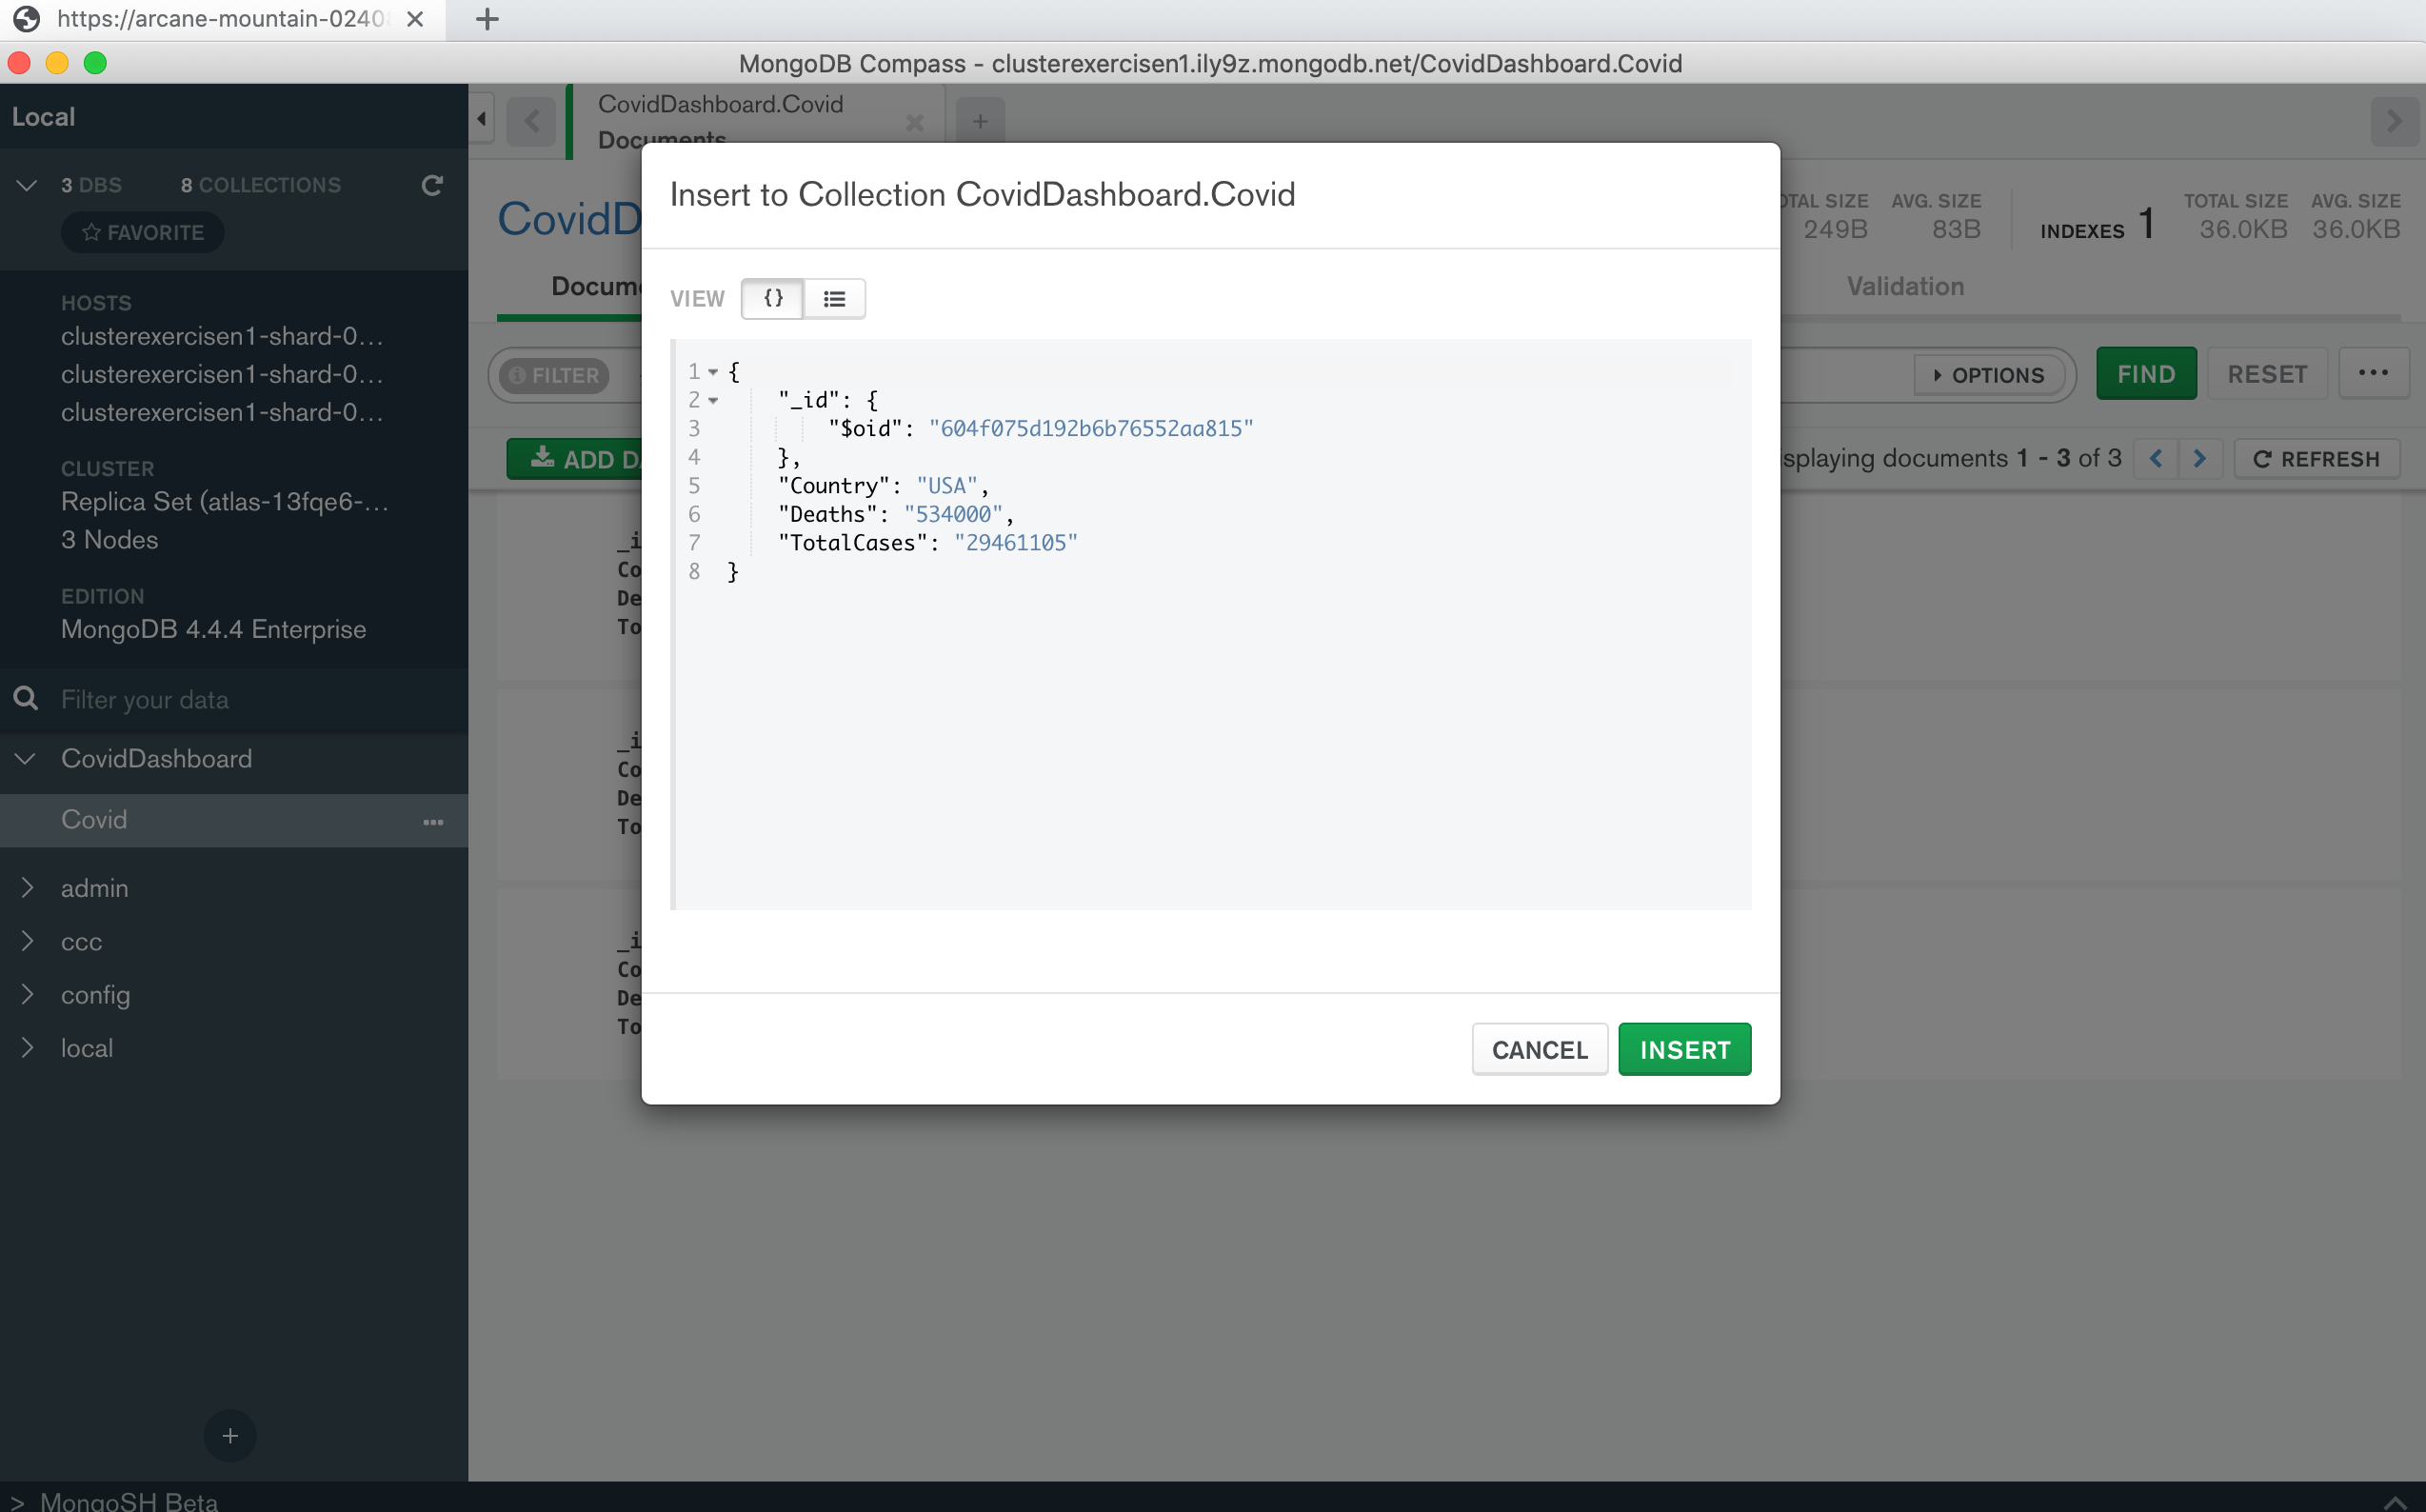 https://arcane-mountain-0240
MongoDB Compass - clusterexercisen1.ily9z.mongodb.net/CovidDashboard.Covid
Local
3 DBS 8 COLLECTIONS
FAVORITE
HOSTS
clusterexercisen1-shard-0...
clusterexercisen1-shard-0...
clusterexercisen1-shard-0...
CLUSTER
Replica Set (atlas-13fqe6-...
3 Nodes
EDITION
MongoDB 4.4.4 Enterprise
Filter your data
CovidDashboard
Covid
admin
ccc
config
local
> MongoSH Beta
CovidDashboard.Covid
Documents
CovidD
TOTAL SIZE AVG. SIZE
249B 83B
INDEXES 1
TOTAL SIZE AVG. SIZE
36.0KB 36.0KB
Docume
Validation
FILTER
OPTIONS
FIND
RESET
ADD DA
splaying documents 1 - 3 of 3
REFRESH
_i
Co
De
To
_i
Co
De
To
_i
Co
De
To
Insert to Collection CovidDashboard.Covid
VIEW {}
1 {
2 "_id": {
3 "$oid": "604f075d192b6b76552aa815"
4 },
5 "Country": "USA",
6 "Deaths": "534000",
7 "TotalCases": "29461105"
8 }
CANCEL
INSERT